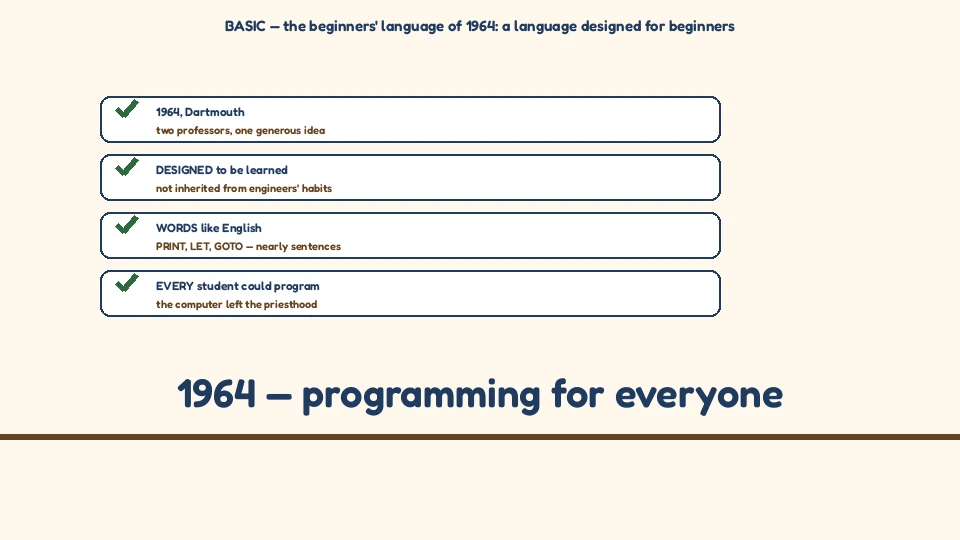 BASIC — the beginners' language of 1964: a language designed for beginners
1964, Dartmouth
two professors, one generous idea
DESIGNED to be learned
not inherited from engineers' habits
WORDS like English
PRINT, LET, GOTO — nearly sentences
EVERY student could program
the computer left the priesthood
1964 — programming for everyone